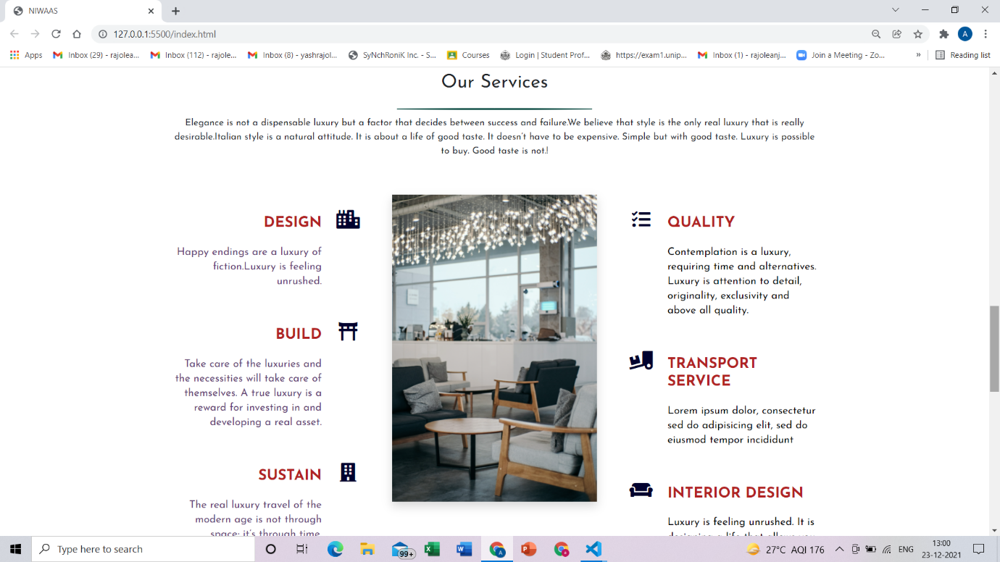 NIWAAS
127.0.0.1:5500/index.html
A
Apps
Inbox (29) - rajolea...
Inbox (112) - rajole...
Inbox (8) - yashrajol...
SyNchRoniK Inc. - S...
Courses
Login | Student Prof...
https://exam1.unip...
Inbox (1) - rajoleanj...
Join a Meeting - Zo...
»
Reading list
Our Services
Elegance is not a dispensable luxury but a factor that decides between success and failure.We believe that style is the only real luxury that is really
desirable.Italian style is a natural attitude. It is about a life of good taste. It doesn't have to be expensive. Simple but with good taste. Luxury is possible
to buy. Good taste is not.!
DESIGN
Happy endings are a luxury of
fiction.Luxury is feeling
unrushed.
BUILD
Take care of the luxuries and
the necessities will take care of
themselves. A true luxury is a
reward for investing in and
developing a real asset.
SUSTAIN
The real luxury travel of the
modern age is not through
space; it's through time.
QUALITY
Contemplation is a luxury,
requiring time and alternatives.
Luxury is attention to detail,
originality, exclusivity and
above all quality.
TRANSPORT
SERVICE
Lorem ipsum dolor, consectetur
sed do adipisicing elit, sed do
eiusmod tempor incididunt
INTERIOR DESIGN
Luxury is feeling unrushed. It is
designing a life that allows you
Type here to search
99+
27°C AQI 176
ENG
13:00
23-12-2021